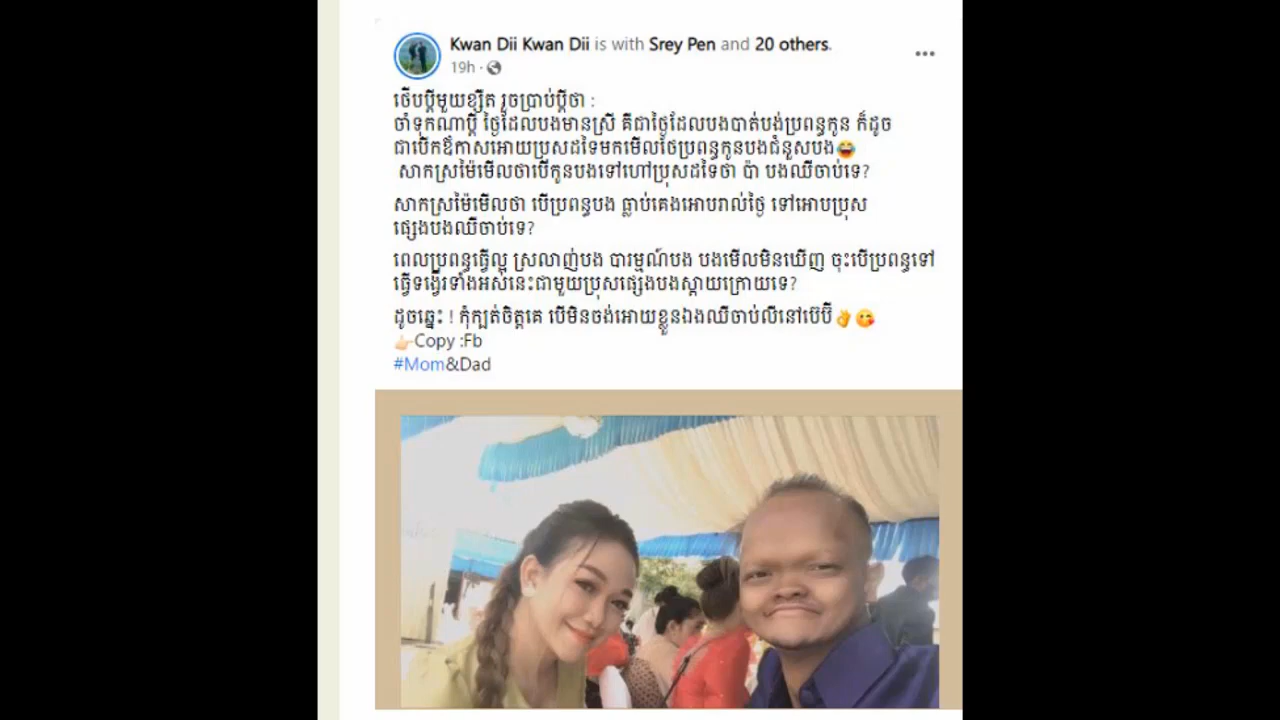 Kwan Dii Kwan Dii is with Srey Pen and 20 others.
19h ·
ថើបប្ដីមួយខ្សឺត រួចប្រាប់ប្ដីថា :
ចាំទុកណាប្ដី ថ្ងៃដែលបងមានស្រី គឺជាថ្ងៃដែលបងបាត់បង់ប្រពន្ធកូន ក៏ដូច
ជាបើកឪកាសអោយប្រុសដទៃមកមើលថែប្រពន្ធកូនបងជំនួសបង😂
សាកស្រម៉ៃមើលថាបើកូនបងទៅហៅប្រុសដទៃថា ប៉ា បងឈឺចាប់ទេ?
សាកស្រម៉ៃមើលថា បើប្រពន្ធបង ធ្លាប់គេងអោបរាល់ថ្ងៃ ទៅអោបប្រុស
ផ្សេងបងឈឺចាប់ទេ?
ពេលប្រពន្ធធ្វើល្អ ស្រលាញ់បង បារម្មណ៍បង បងមើលមិនឃើញ ចុះបើប្រពន្ធទៅ
ធ្វើទង្វើរទាំងអស់នេះជាមួយប្រុសផ្សេងបងស្ដាយក្រោយទេ?
ដូចឆ្នេះ ! កុំក្បត់ចិត្តគេ បើមិនចង់អោយខ្លួនឯងឈឺចាប់លឺនៅប៊េប៊ី👌😋
👉🏻Copy :Fb
#Mom&Dad